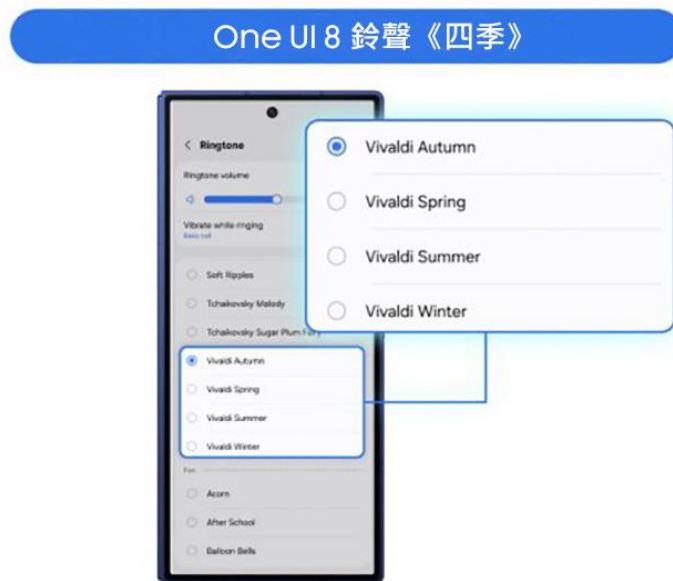 One UI 8 鈴聲《四季》
Ringtone
Ringtone volume
Vibrate while ringing
Basic call
Soft Ripples
Tchaikovsky Melody
Tchaikovsky Sugar Plum Fairy
Vivaldi Autumn
Vivaldi Spring
Vivaldi Summer
Vivaldi Winter
Fun
Acorn
After School
Balloon Bells
Vivaldi Autumn
Vivaldi Spring
Vivaldi Summer
Vivaldi Winter